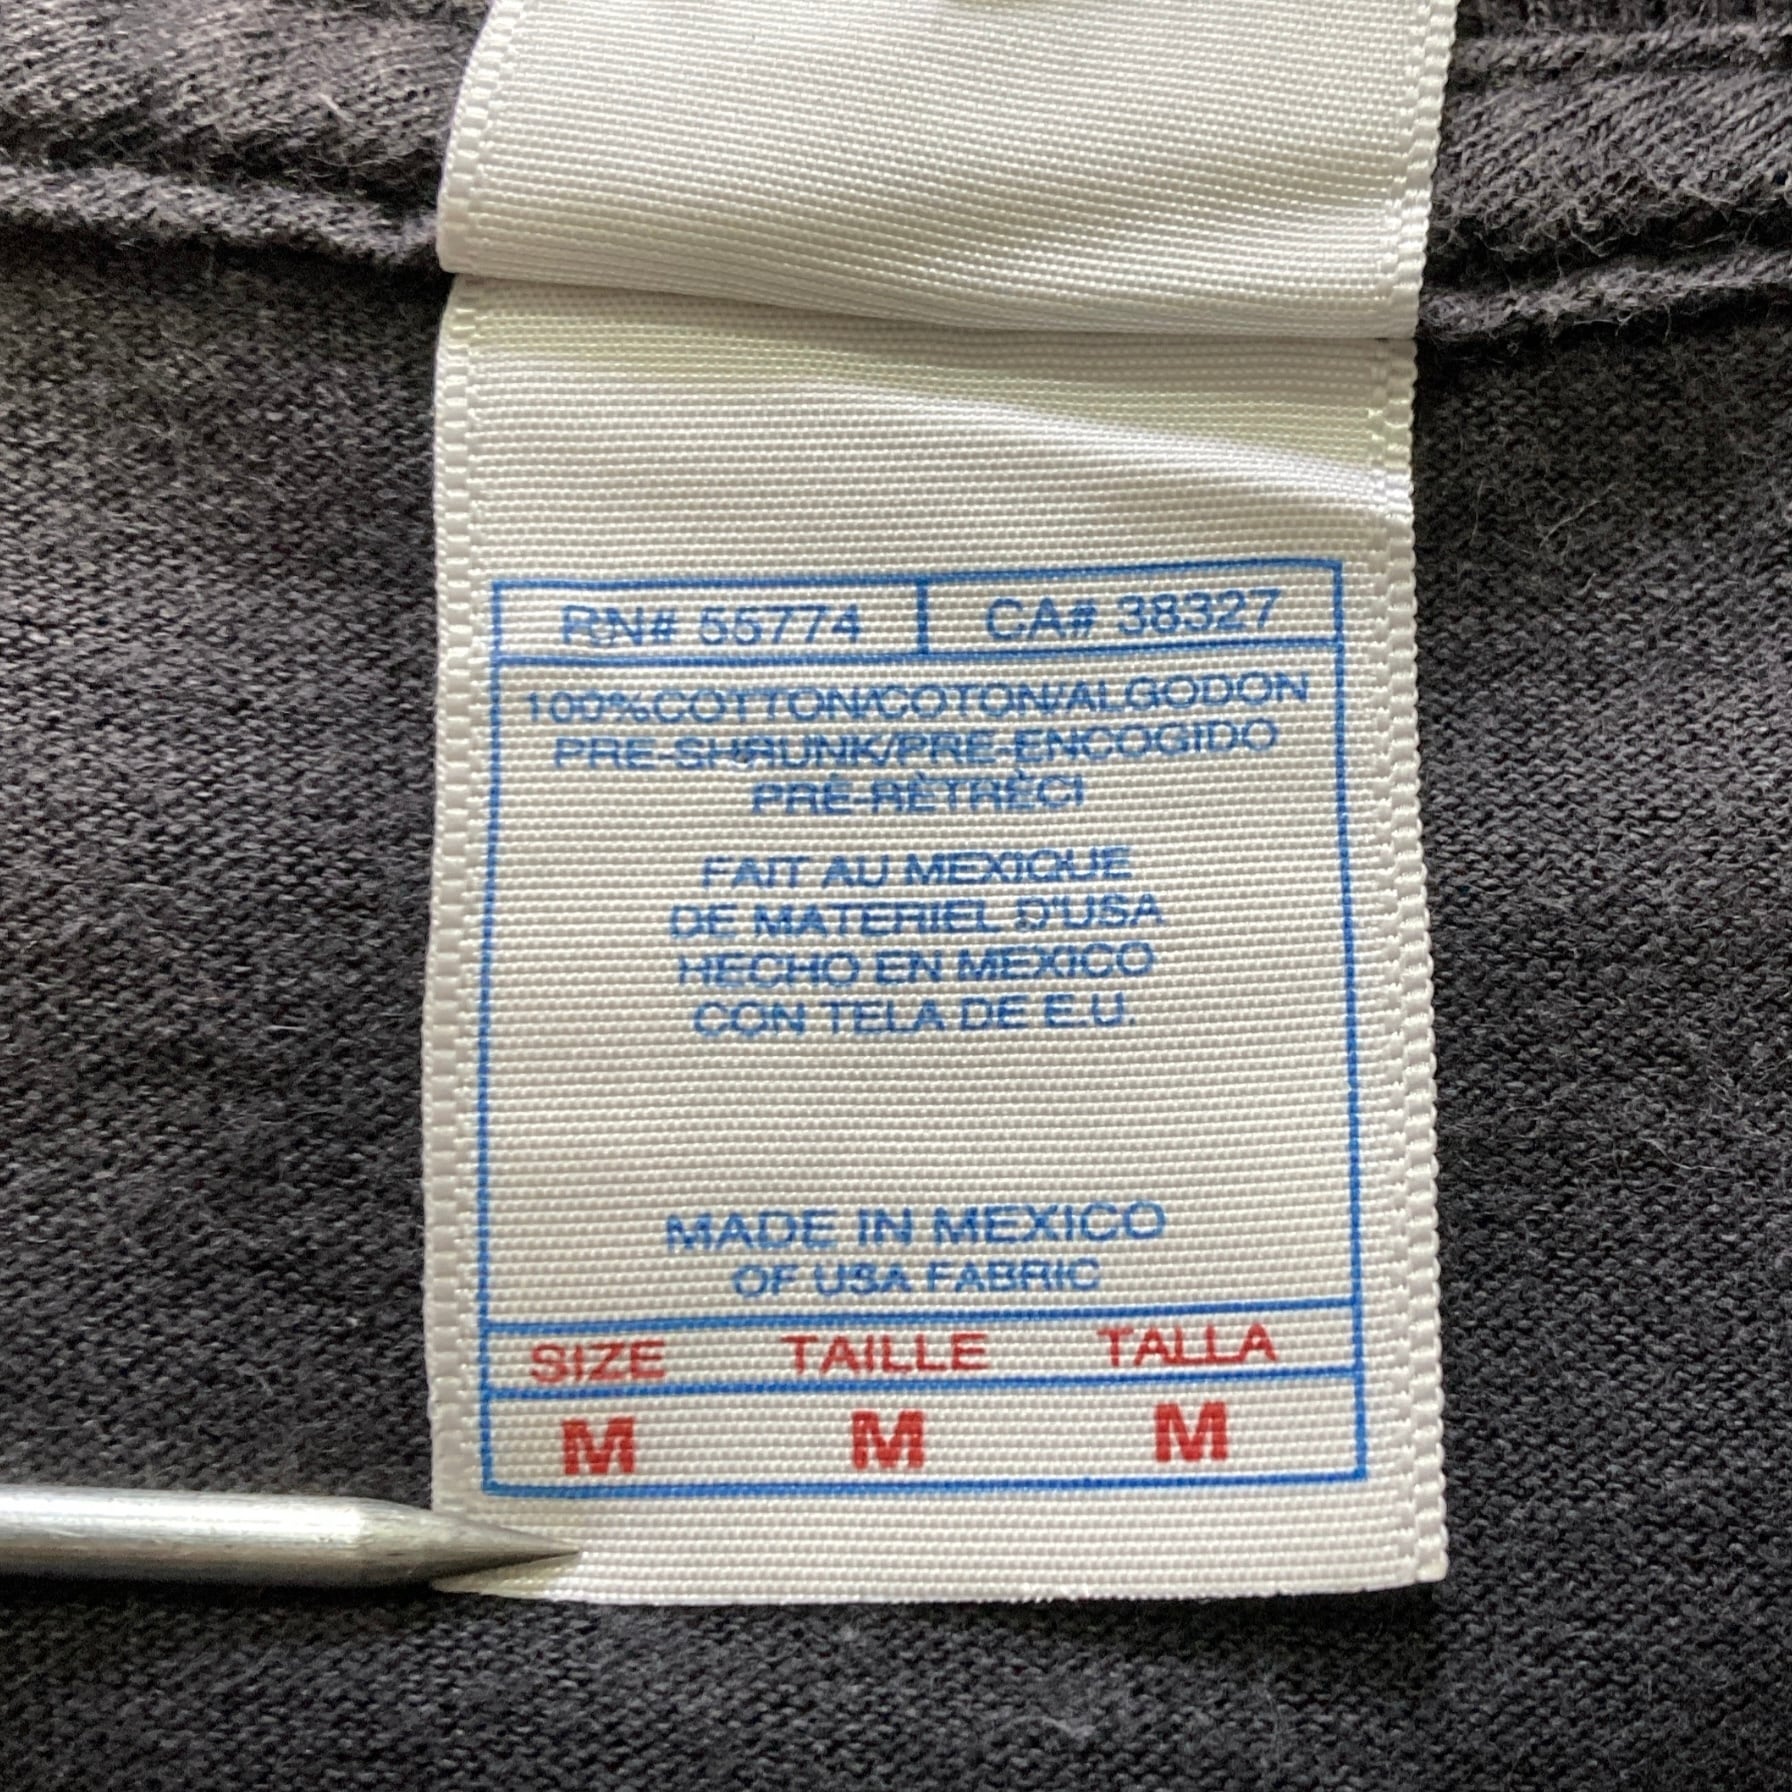 RN# 55774 CA# 38327
100%COTTON/COTON/ALGODON
PRE-SHRUNK/PRE-ENCOGIDO
PRÉ-RÈTRÈCI
FAIT AU MEXIQUE
DE MATERIEL D'USA
HECHO EN MEXICO
CON TELA DE E.U.
MADE IN MEXICO
OF USA FABRIC
SIZE TAILLE TALLA
M M M